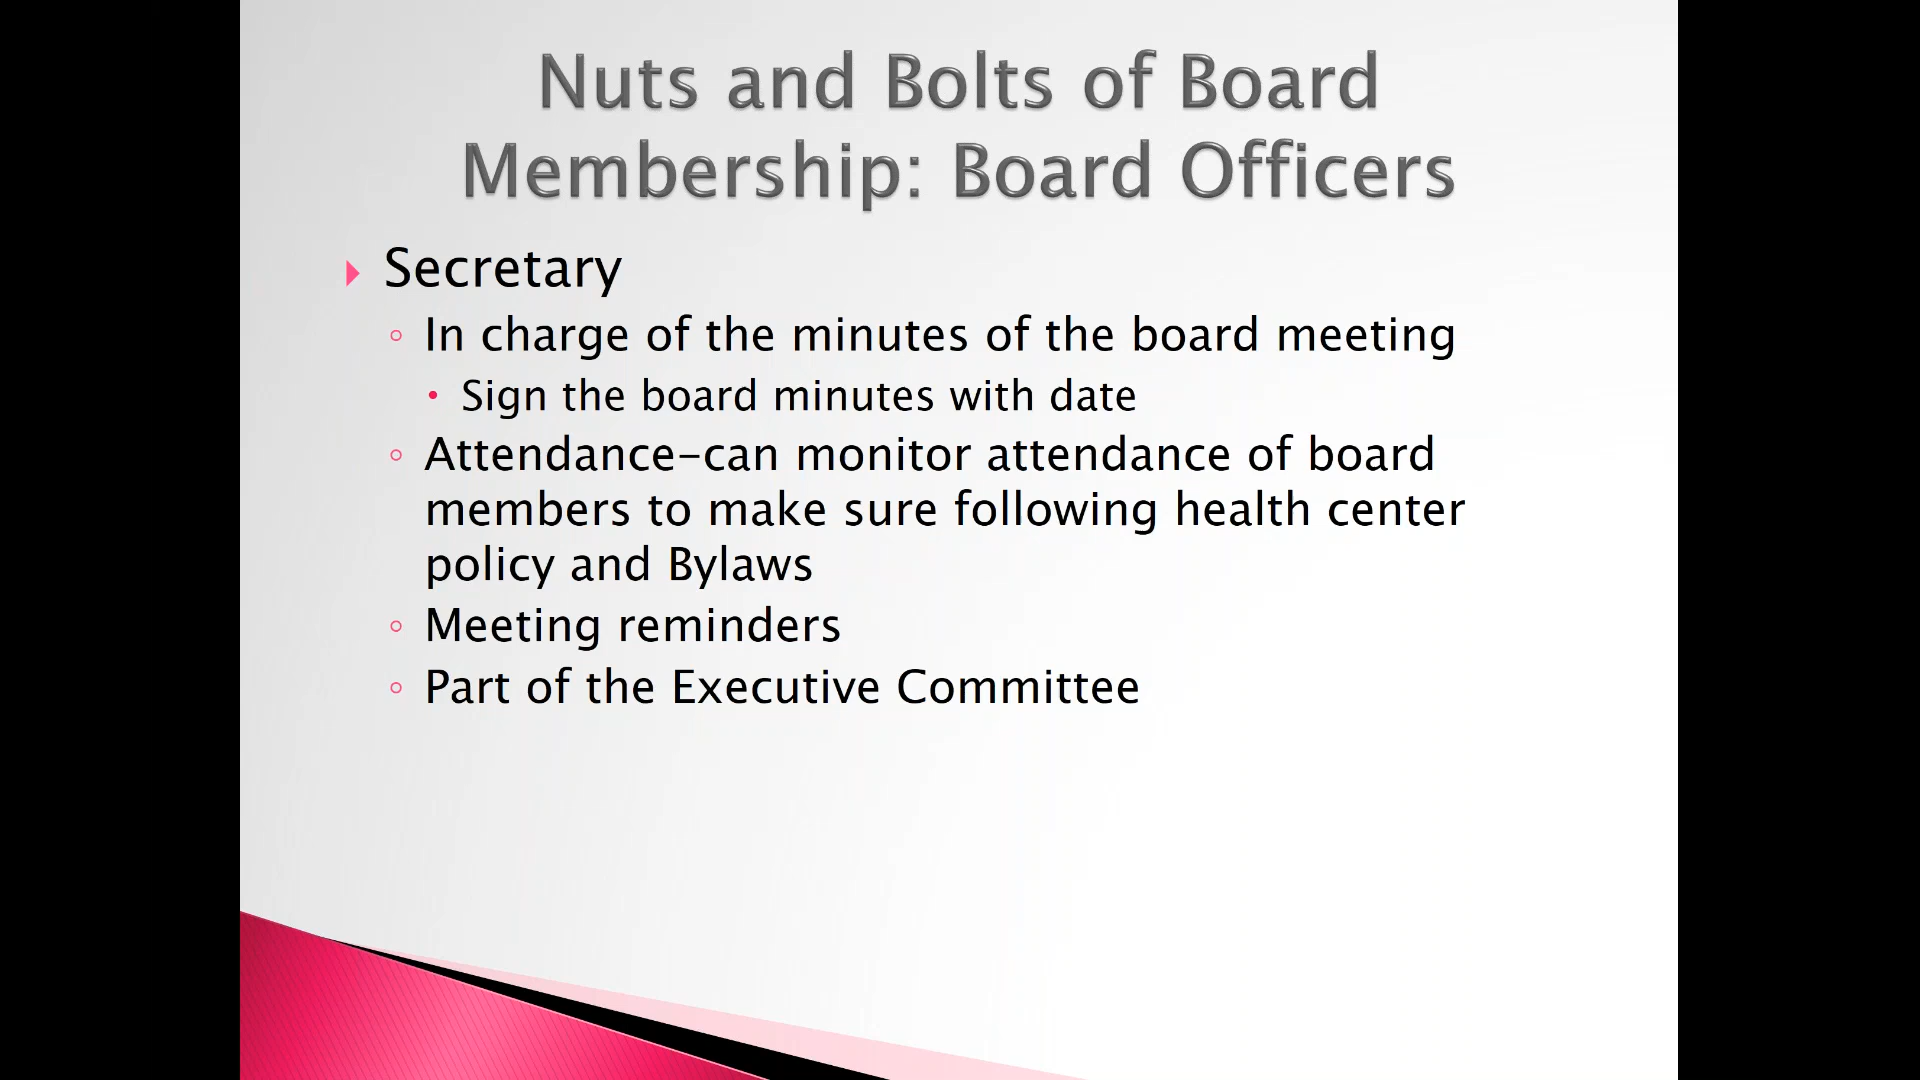 Nuts and Bolts of Board
Membership: Board Officers
Secretary
In charge of the minutes of the board meeting
Sign the board minutes with date
Attendance-can monitor attendance of board
members to make sure following health center
policy and Bylaws
Meeting reminders
Part of the Executive Committee